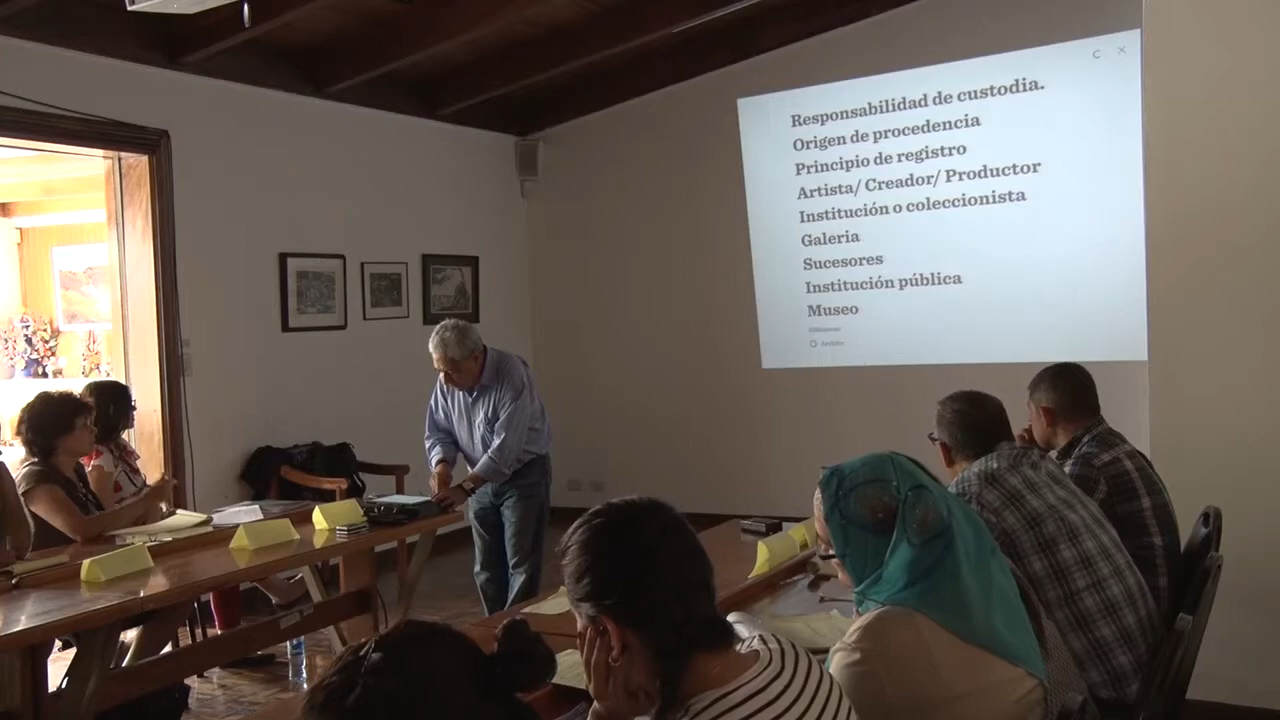 Responsabilidad de custodia.
Origen de procedencia
Principio de registro
Artista/ Creador/ Productor
Institución o coleccionista
Galeria
Sucesores
Institución pública
Museo